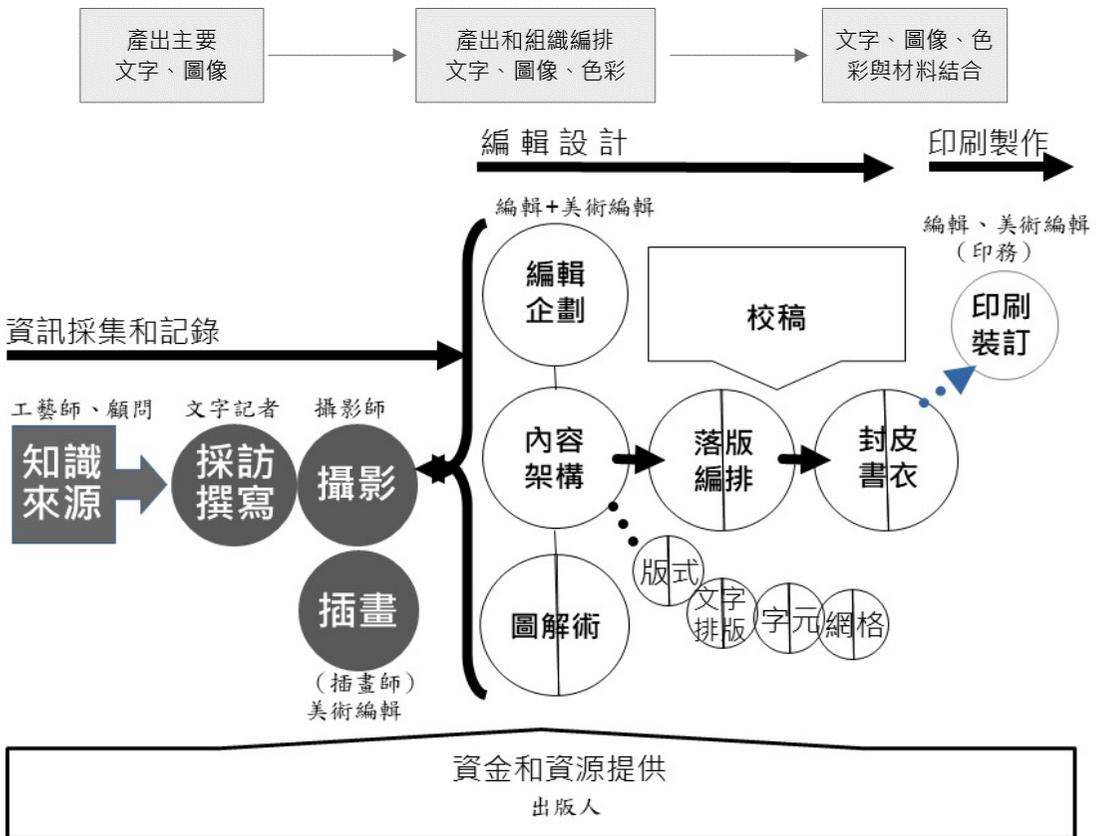 產出主要
文字、圖像
產出和組織編排
文字、圖像、色彩
文字、圖像、色
彩與材料結合
編輯設計
印刷製作
編輯+美術編輯
編輯、美術編輯
（印務）
編輯
企劃
校稿
印刷
裝訂
資訊採集和記錄
工藝師、顧問
文字記者
攝影師
知識
來源
採訪
撰寫
攝影
內容
架構
落版
編排
封皮
書衣
插畫
（插畫師）
美術編輯
圖解術
版式
文字
排版
字元
網格
資金和資源提供
出版人